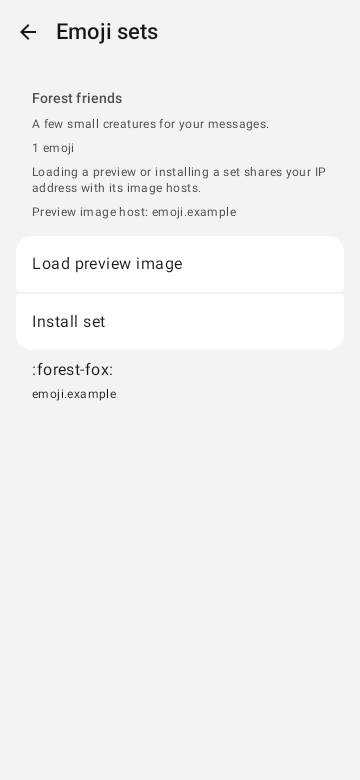 Emoji sets
Forest friends
A few small creatures for your messages.
1 emoji
Loading a preview or installing a set shares your IP
address with its image hosts.
Preview image host: emoji.example
Load preview image
Install set
:forest-fox:
emoji.example